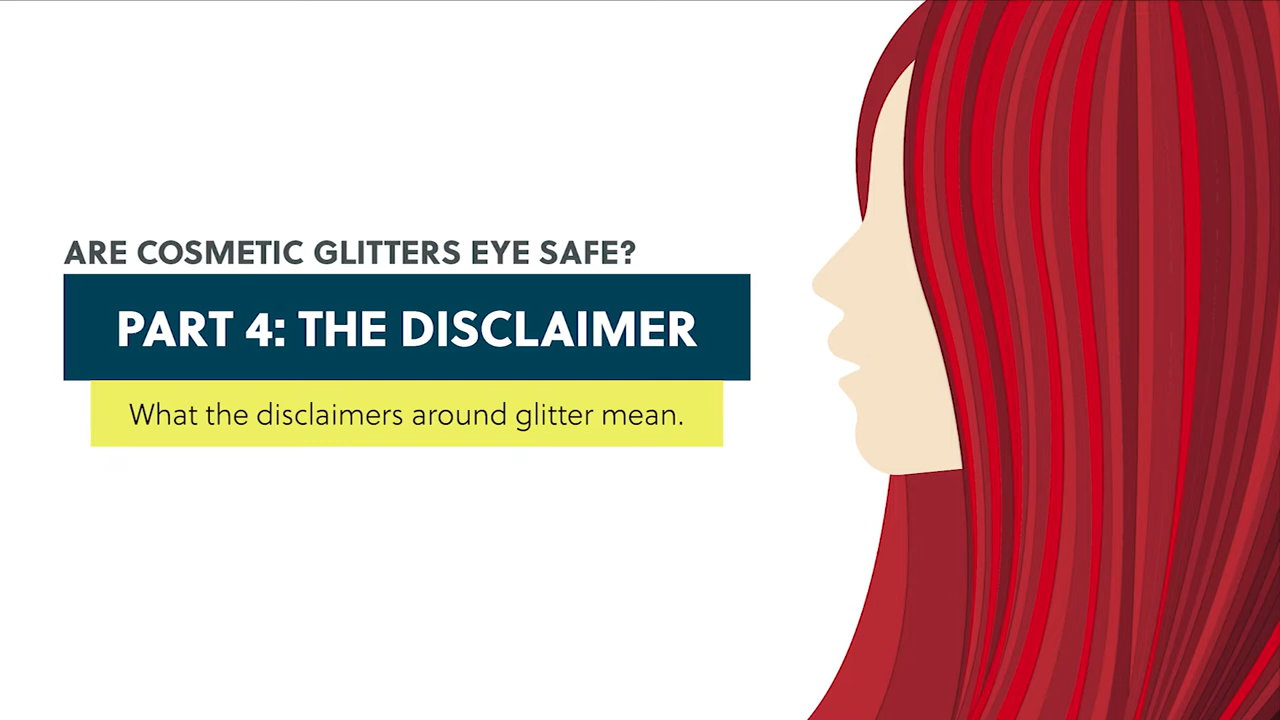 ARE COSMETIC GLITTERS EYE SAFE?
PART 4: THE DISCLAIMER
What the disclaimers around glitter mean.